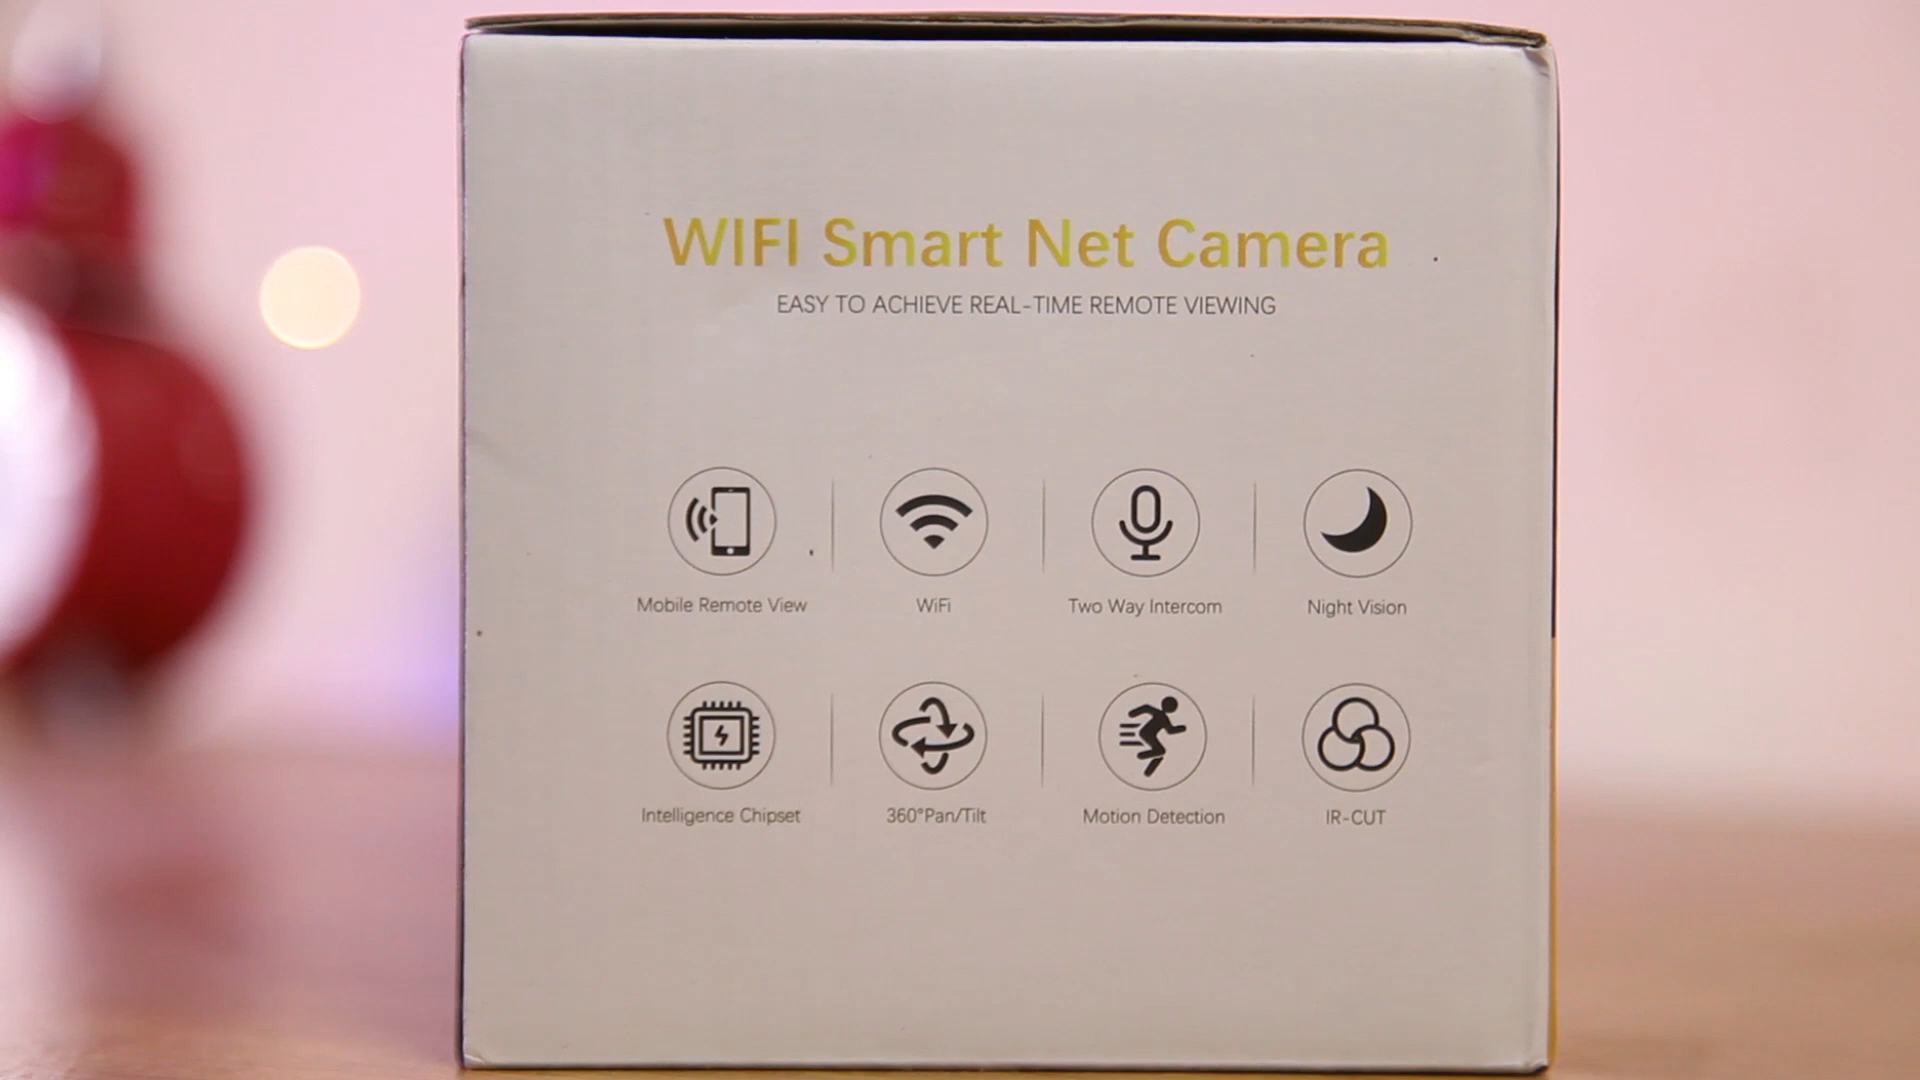 WIFI Smart Net Camera
EASY TO ACHIEVE REAL-TIME REMOTE VIEWING
Mobile Remote View
WiFi
Two Way Intercom
Night Vision
Intelligence Chipset
360°Pan/Tilt
Motion Detection
IR-CUT